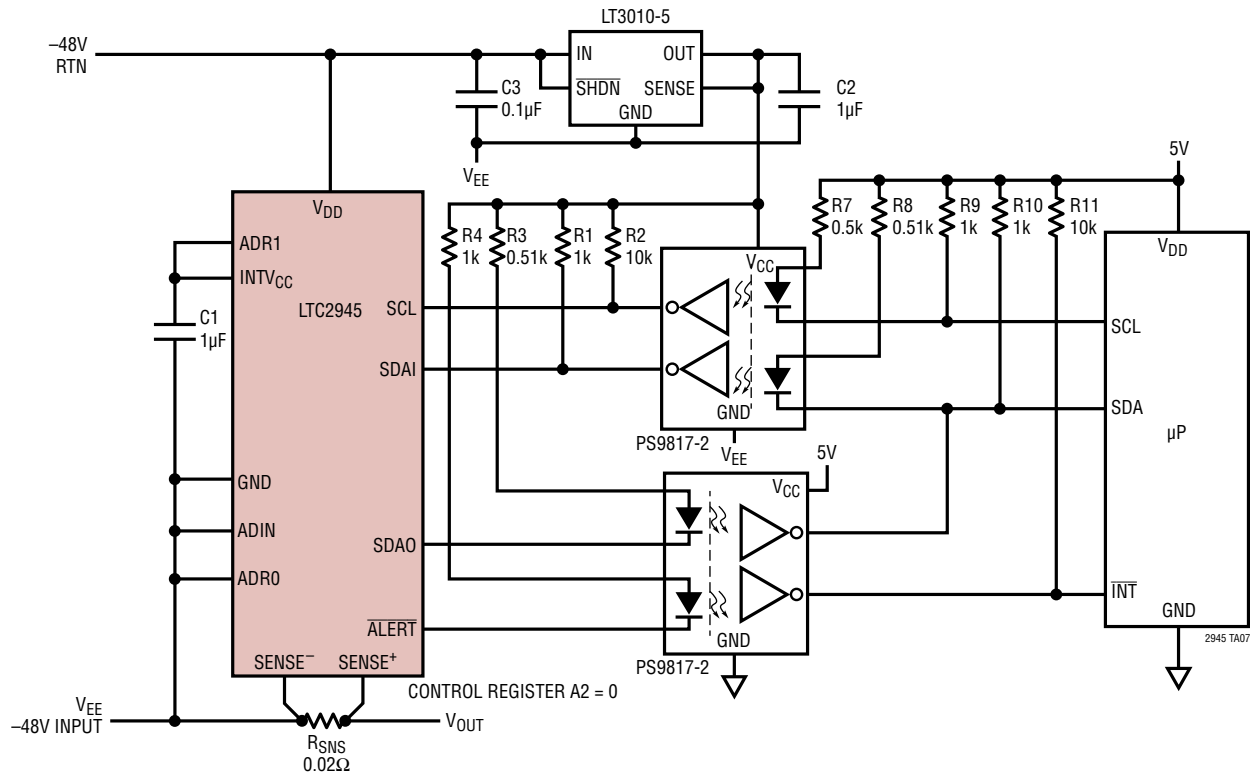 LT3010-5
–48V
RTN
IN
OUT
SHDN
SENSE
GND
C3
0.1µF
C2
1µF
VEE
5V
VDD
ADR1
INTVCC
LTC2945
SCL
SDAI
C1
1µF
GND
ADIN
ADR0
SDAO
ALERT
SENSE–
SENSE+
R4
1k
R3
0.51k
R1
1k
R2
10k
VCC
GND
PS9817-2
VEE
R7
0.5k
R8
0.51k
R9
1k
R10
1k
R11
10k
VDD
SCL
SDA
µP
INT
GND
5V
VCC
GND
PS9817-2
2945 TA07
CONTROL REGISTER A2 = 0
VEE
–48V INPUT
VOUT
RSNS
0.02Ω